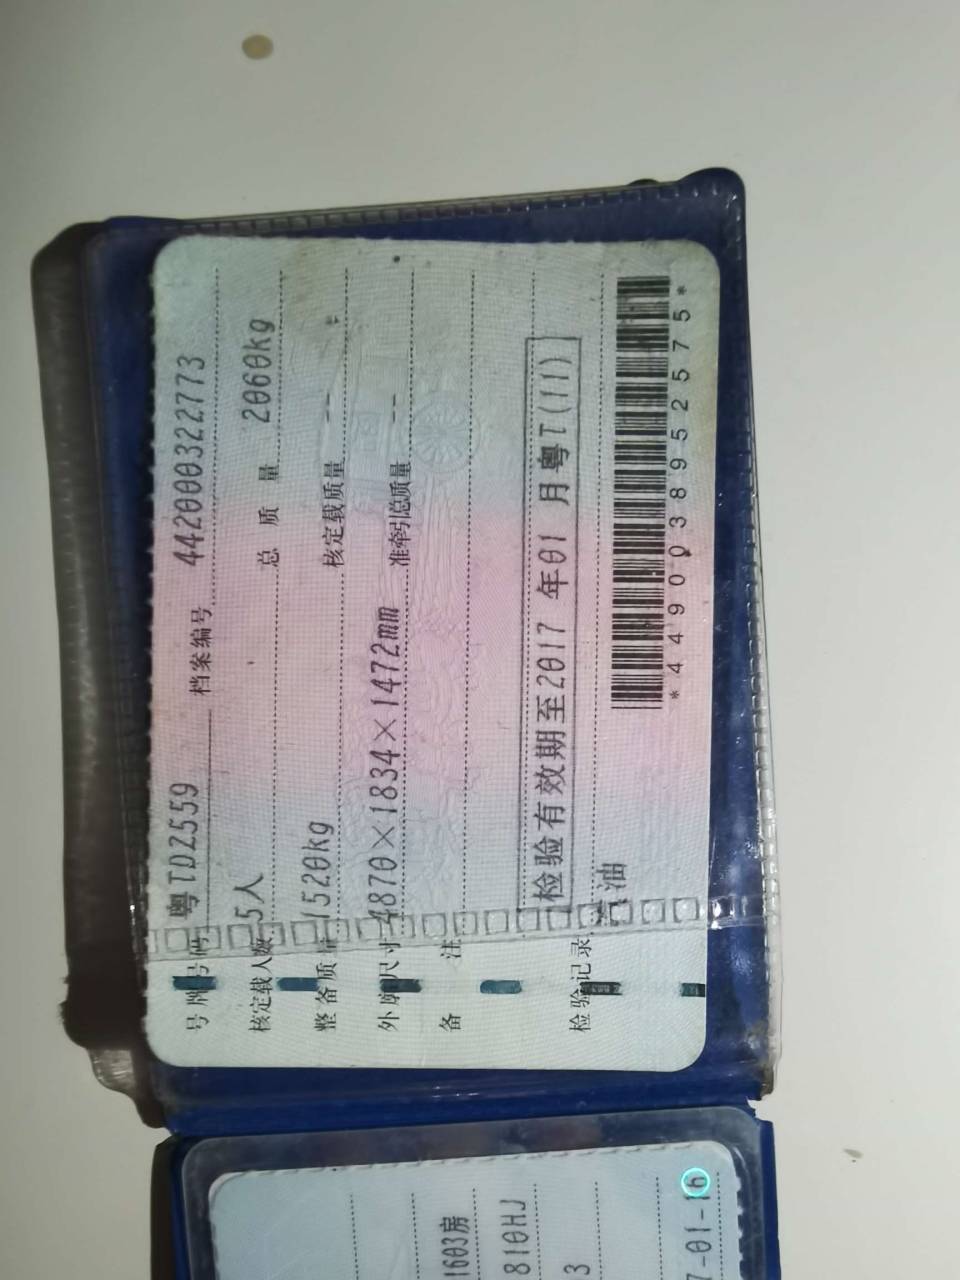 号牌号码 粤TDZ559 档案编号 442000322773
核定载人数 5人 总质量 2060kg
整备质量 1520kg 核定载质量 --
外廓尺寸 4870×1834×1472mm 准牵引总质量 --
备注
检验有效期至2017年01月粤T(11)
检验记录 汽油
*4490038952575*
1603房
810HJ
3
7-01-16